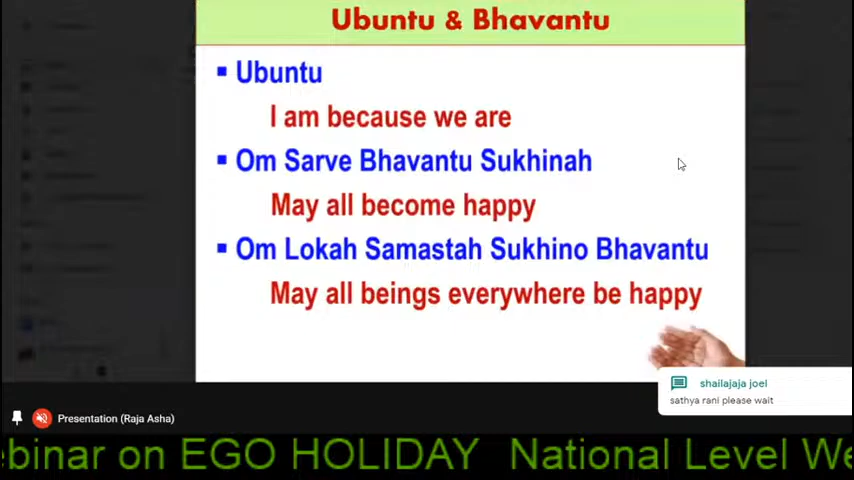 Ubuntu & Bhavantu
Ubuntu
I am because we are
Om Sarve Bhavantu Sukhinah
May all become happy
Om Lokah Samastah Sukhino Bhavantu
May all beings everywhere be happy
shailajaja joel
sathya rani please wait
Presentation (Raja Asha)
ebinar on EGO HOLIDAY National Level We